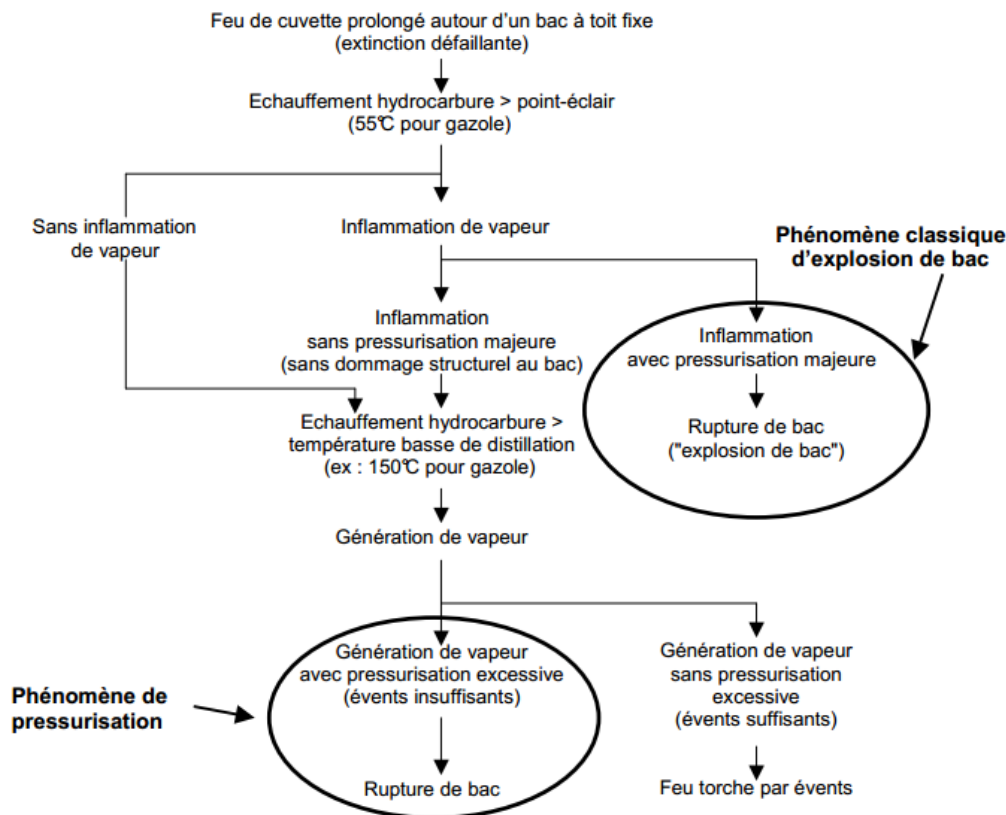 Feu de cuvette prolongé autour d'un bac à toit fixe
(extinction défaillante)
Echauffement hydrocarbure > point-éclair
(55°C pour gazole)
Sans inflammation
de vapeur
Inflammation de vapeur
Phénomène classique
d'explosion de bac
Inflammation
sans pressurisation majeure
(sans dommage structurel au bac)
Inflammation
avec pressurisation majeure
Rupture de bac
("explosion de bac")
Echauffement hydrocarbure >
température basse de distillation
(ex : 150°C pour gazole)
Génération de vapeur
Génération de vapeur
avec pressurisation excessive
(évents insuffisants)
Génération de vapeur
sans pressurisation
excessive
(évents suffisants)
Phénomène de
pressurisation
Rupture de bac
Feu torche par évents